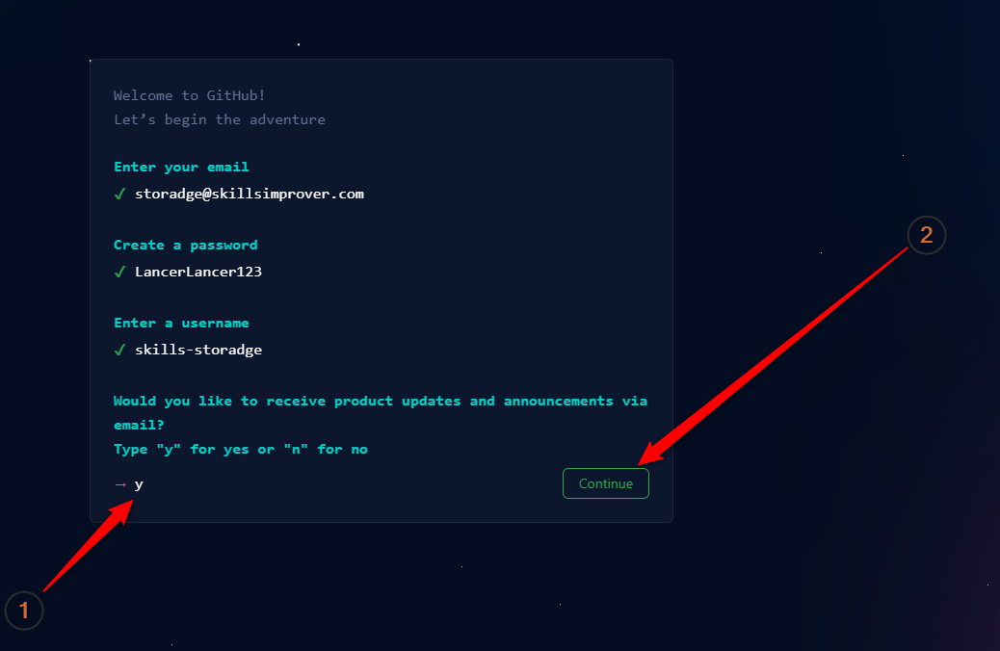 Welcome to GitHub!
Let’s begin the adventure
Enter your email
✓ storadge@skillsimprover.com
Create a password
✓ LancerLancer123
Enter a username
✓ skills-storadge
Would you like to receive product updates and announcements via
email?
Type "y" for yes or "n" for no
→ y
Continue
1
2